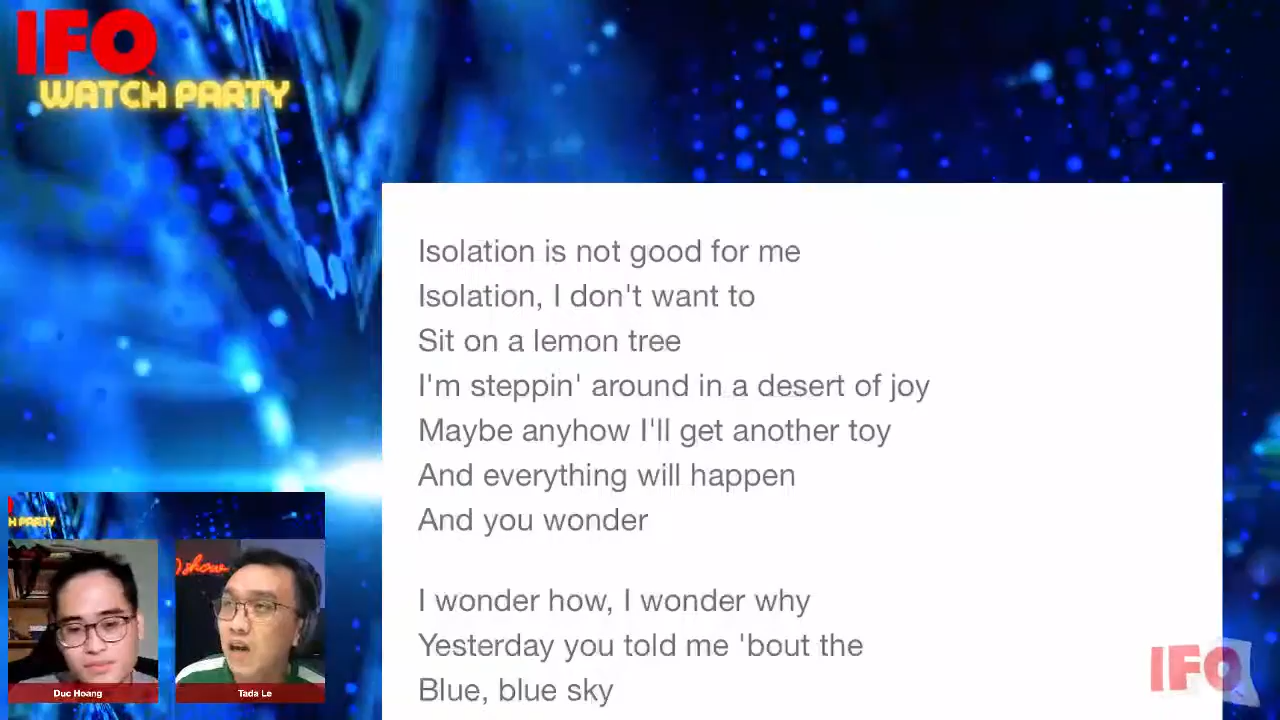 IFO
WATCH PARTY
Isolation is not good for me
Isolation, I don't want to
Sit on a lemon tree
I'm steppin' around in a desert of joy
Maybe anyhow I'll get another toy
And everything will happen
And you wonder
I wonder how, I wonder why
Yesterday you told me 'bout the
Blue, blue sky
H PARTY
show
Duc Hoang
Tada Le
IFO